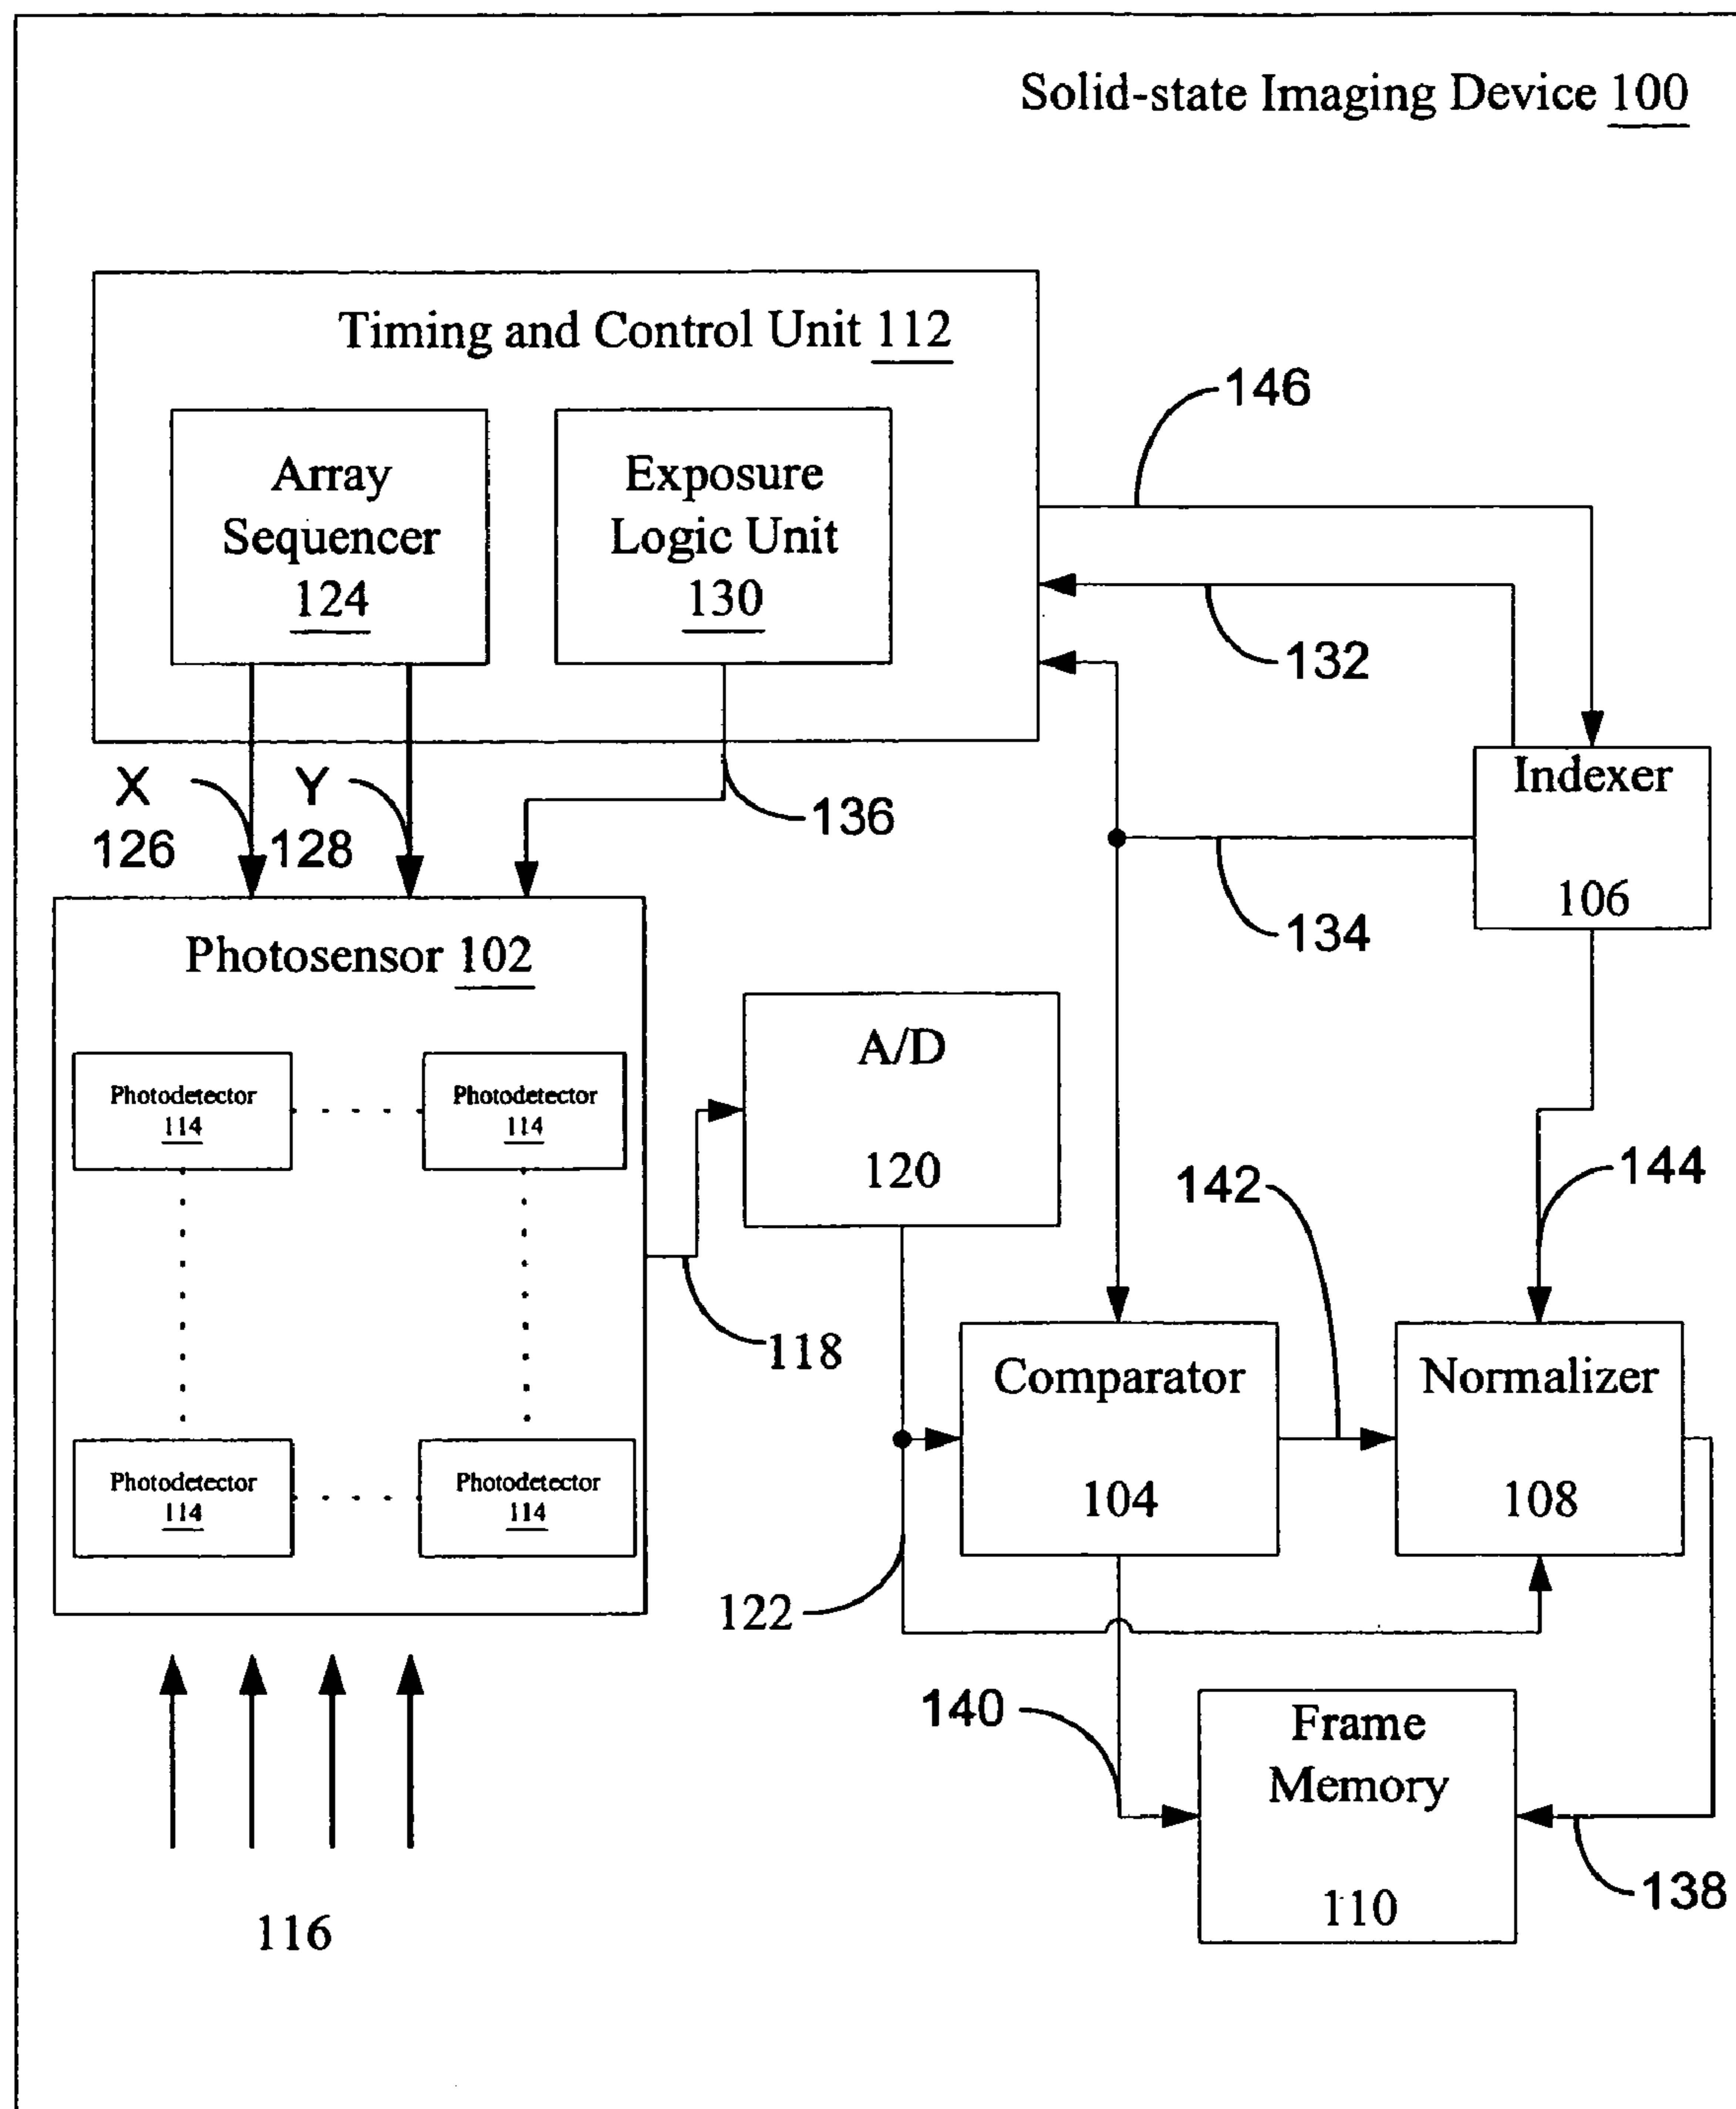 Solid-state Imaging Device 100
Timing and Control Unit 112
Array
Sequencer
124
Exposure
Logic Unit
130
146
132
X
126
Y
128
136
Indexer
106
134
Photosensor 102
Photodetector
114
Photodetector
114
A/D
120
142
144
118
Comparator
104
Normalizer
108
Photodetector
114
Photodetector
114
122
140
Frame
Memory
110
138
116